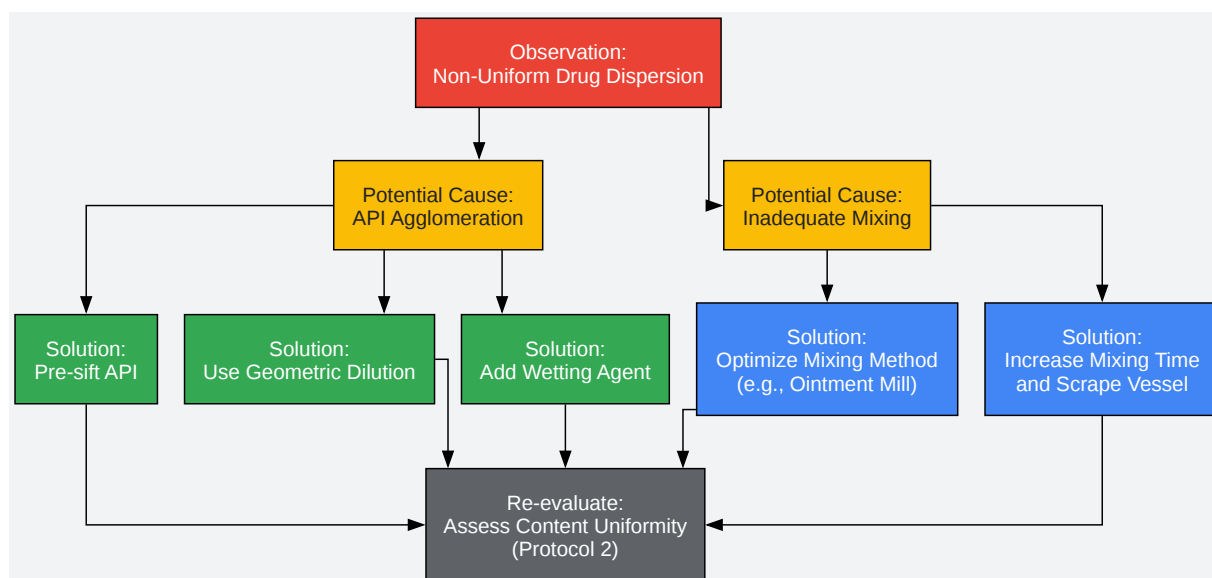 Observation:
Non-Uniform Drug Dispersion
Potential Cause:
API Agglomeration
Potential Cause:
Inadequate Mixing
Solution:
Pre-sift API
Solution:
Use Geometric Dilution
Solution:
Add Wetting Agent
Solution:
Optimize Mixing Method
(e.g., Ointment Mill)
Solution:
Increase Mixing Time
and Scrape Vessel
Re-evaluate:
Assess Content Uniformity
(Protocol 2)